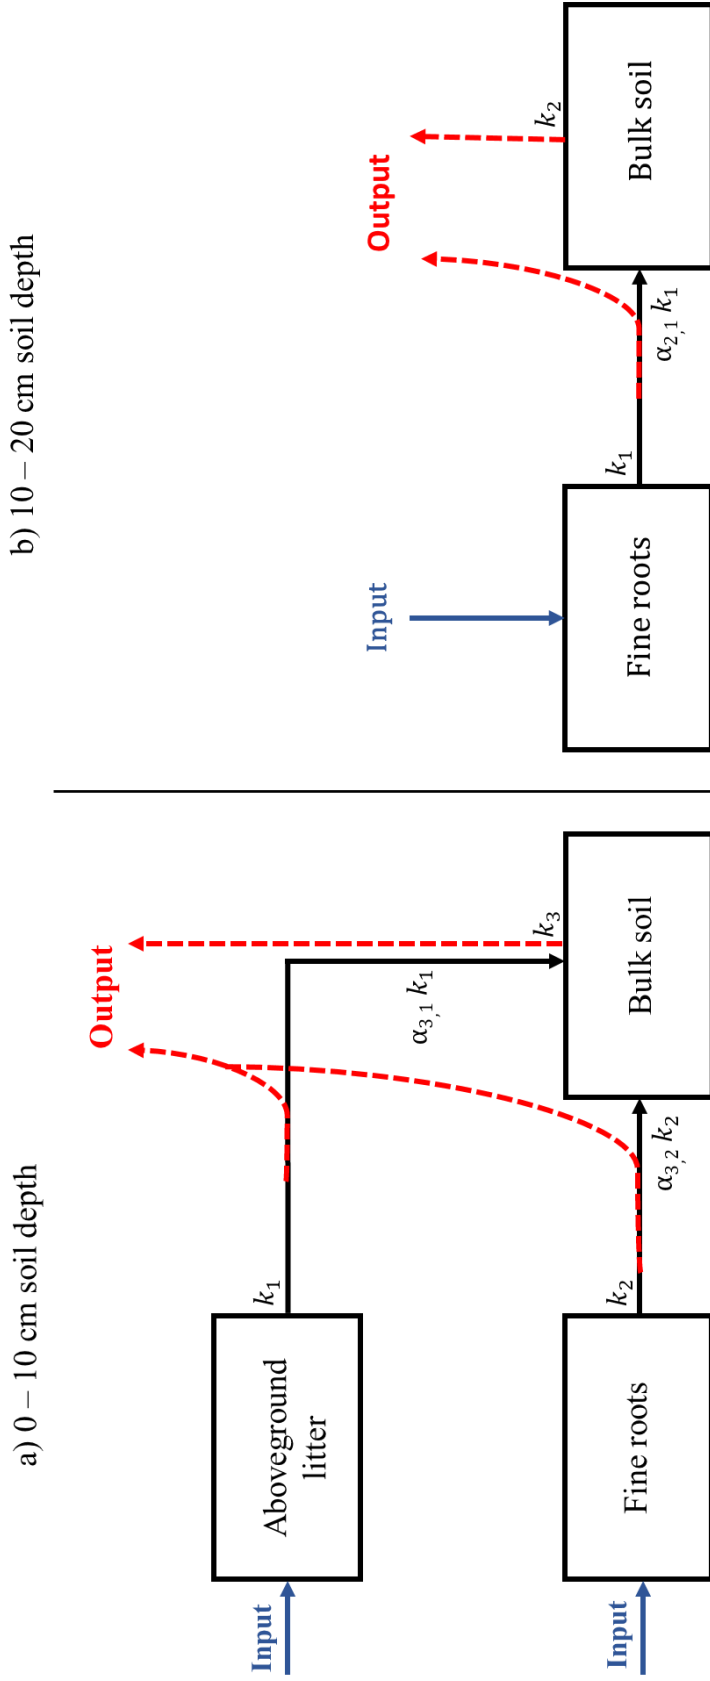 a) 0 – 10 cm soil depth
Output
Input
Aboveground
litter
k₁
α₃,₁ k₁
k₃
Input
Fine roots
k₂
α₃,₂ k₂
Bulk soil
b) 10 – 20 cm soil depth
Input
Output
k₂
Fine roots
k₁
α₂,₁ k₁
Bulk soil